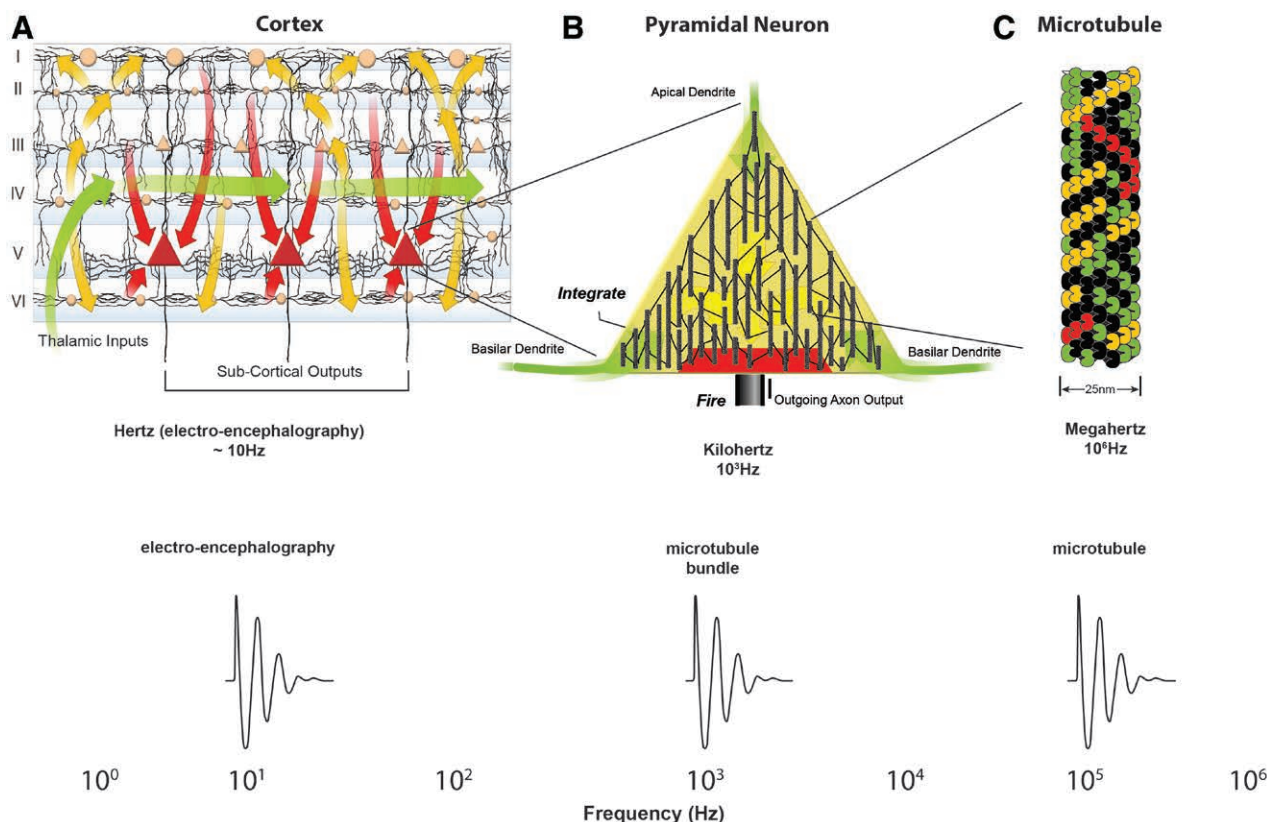 A
Cortex
B
Pyramidal Neuron
C
Microtubule
I
II
III
IV
V
VI
Thalamic Inputs
Sub-Cortical Outputs
Hertz (electro-encephalography)
~ 10Hz
Apical Dendrite
Integrate
Basilar Dendrite
Basilar Dendrite
Fire
Outgoing Axon Output
Kilohertz
10³Hz
25nm
Megahertz
10⁶Hz
electro-encephalography
microtubule
bundle
microtubule
10⁰ 10¹ 10² 10³ 10⁴ 10⁵ 10⁶
Frequency (Hz)